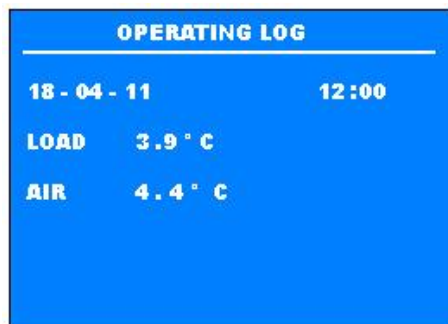 OPERATING LOG
18 - 04 - 11 12:00
LOAD 3.9° C
AIR 4.4° C